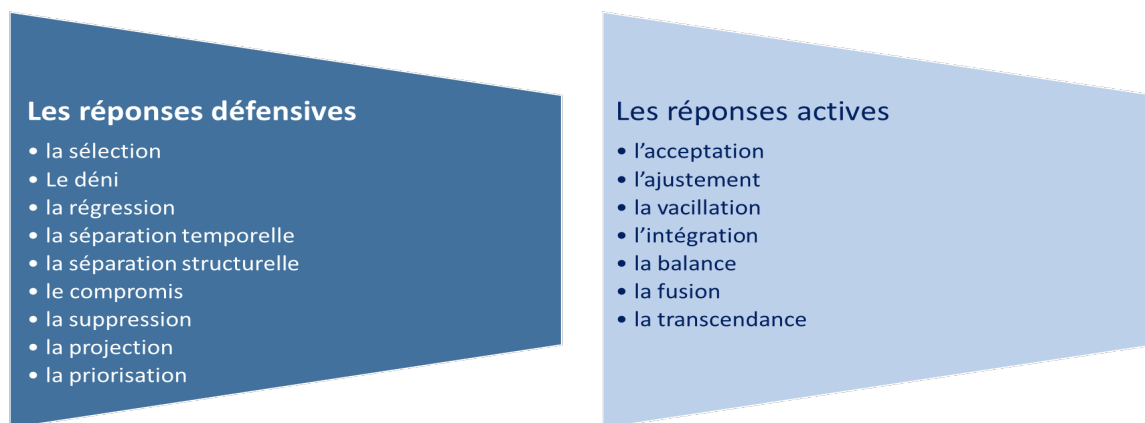 Les réponses défensives
• la sélection
• Le déni
• la régression
• la séparation temporelle
• la séparation structurelle
• le compromis
• la suppression
• la projection
• la priorisation
Les réponses actives
• l’acceptation
• l’ajustement
• la vacillation
• l’intégration
• la balance
• la fusion
• la transcendance